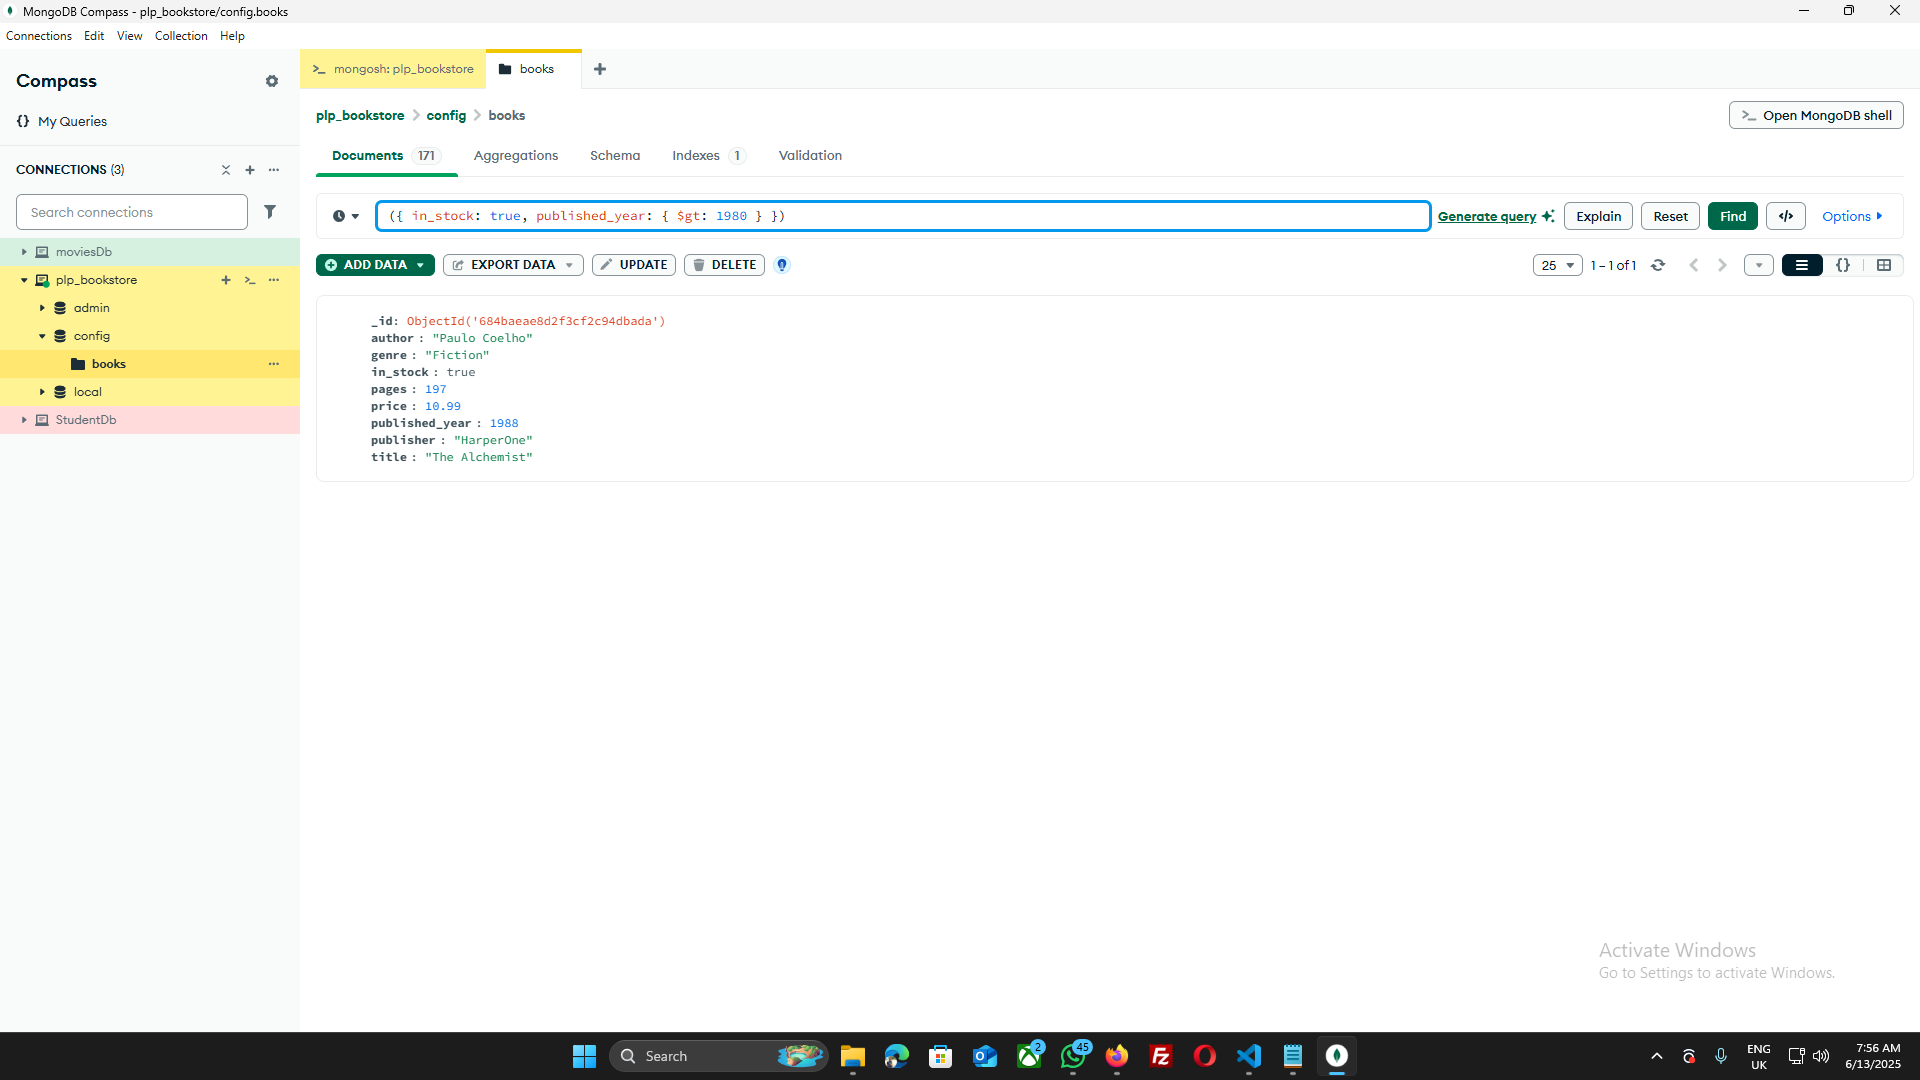 MongoDB Compass - plp_bookstore/config.books
Connections Edit View Collection Help
Compass
{} My Queries
CONNECTIONS (3)
Search connections
moviesDb
plp_bookstore
admin
config
books
local
StudentDb
>_ mongosh: plp_bookstore
books
plp_bookstore > config > books
>_ Open MongoDB shell
Documents 171 Aggregations Schema Indexes 1 Validation
({ in_stock: true, published_year: { $gt: 1980 } })
Generate query Explain Reset Find </> Options
ADD DATA EXPORT DATA UPDATE DELETE
25 1 – 1 of 1 {}
_id: ObjectId('684baeae8d2f3cf2c94dbada')
author : "Paulo Coelho"
genre : "Fiction"
in_stock : true
pages : 197
price : 10.99
published_year : 1988
publisher : "HarperOne"
title : "The Alchemist"
Activate Windows
Go to Settings to activate Windows.
Search
2
45
Fz
ENG
UK
7:56 AM
6/13/2025